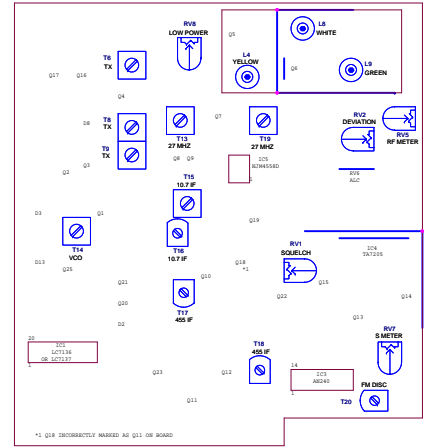 RV8
LOW POWER
Q5
L8
WHITE
T6
TX
L4
YELLOW
Q6
L9
GREEN
Q17
Q16
Q4
D8
T8
TX
T13
27 MHZ
Q7
T19
27 MHZ
RV2
DEVIATION
RV5
RF METER
T9
TX
Q3
Q2
Q8
Q9
IC5
NJM4558D
1
RV6
ALC
T15
10.7 IF
D3
Q1
Q19
T14
VCO
T16
10.7 IF
RV1
SQUELCH
IC4
TA7205
D13
Q25
Q18
*1
Q10
Q21
Q22
Q15
Q14
Q20
T17
455 IF
Q13
D2
RV7
S METER
20
IC1
LC7136
OR LC7137
1
T18
455 IF
Q23
Q12
14
IC3
AN240
1
FM DISC
T20
Q11
*1 Q18 INCORRECTLY MARKED AS Q11 ON BOARD